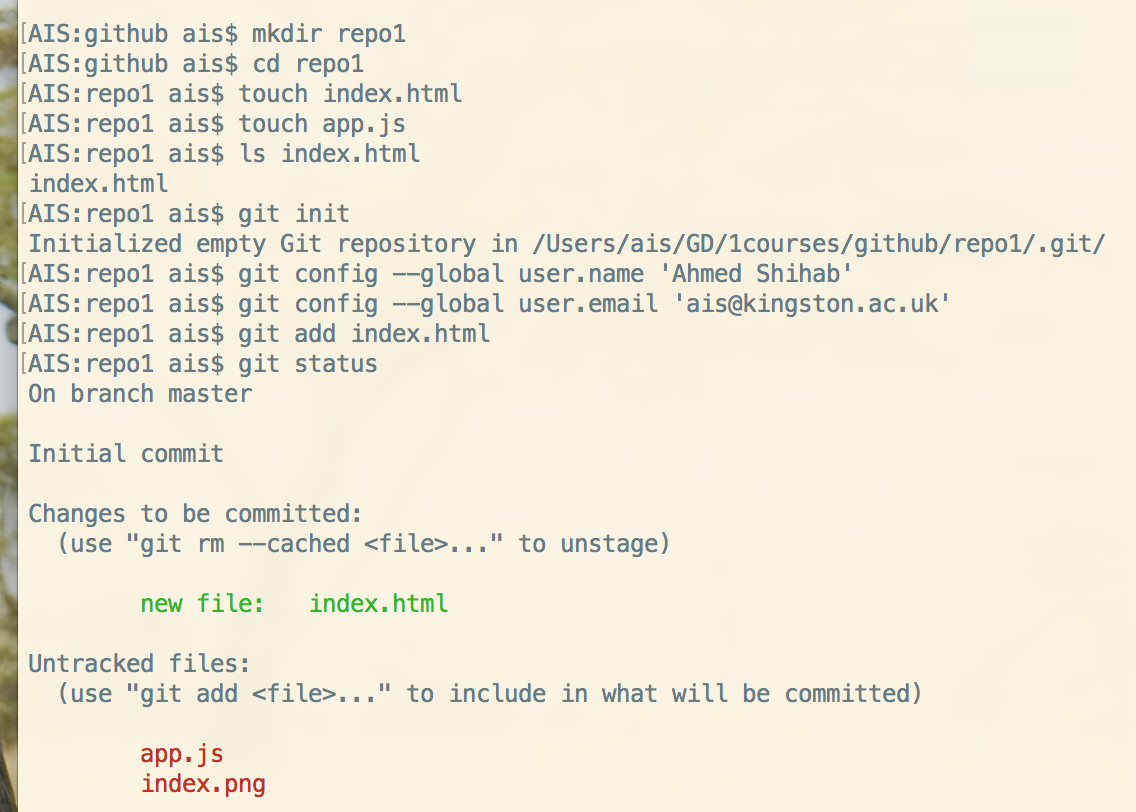 [AIS:github ais$ mkdir repo1
[AIS:github ais$ cd repo1
[AIS:repo1 ais$ touch index.html
[AIS:repo1 ais$ touch app.js
[AIS:repo1 ais$ ls index.html
index.html
[AIS:repo1 ais$ git init
Initialized empty Git repository in /Users/ais/GD/1courses/github/repo1/.git/
[AIS:repo1 ais$ git config --global user.name 'Ahmed Shihab'
[AIS:repo1 ais$ git config --global user.email 'ais@kingston.ac.uk'
[AIS:repo1 ais$ git add index.html
[AIS:repo1 ais$ git status
On branch master
Initial commit
Changes to be committed:
(use "git rm --cached <file>..." to unstage)
new file: index.html
Untracked files:
(use "git add <file>..." to include in what will be committed)
app.js
index.png